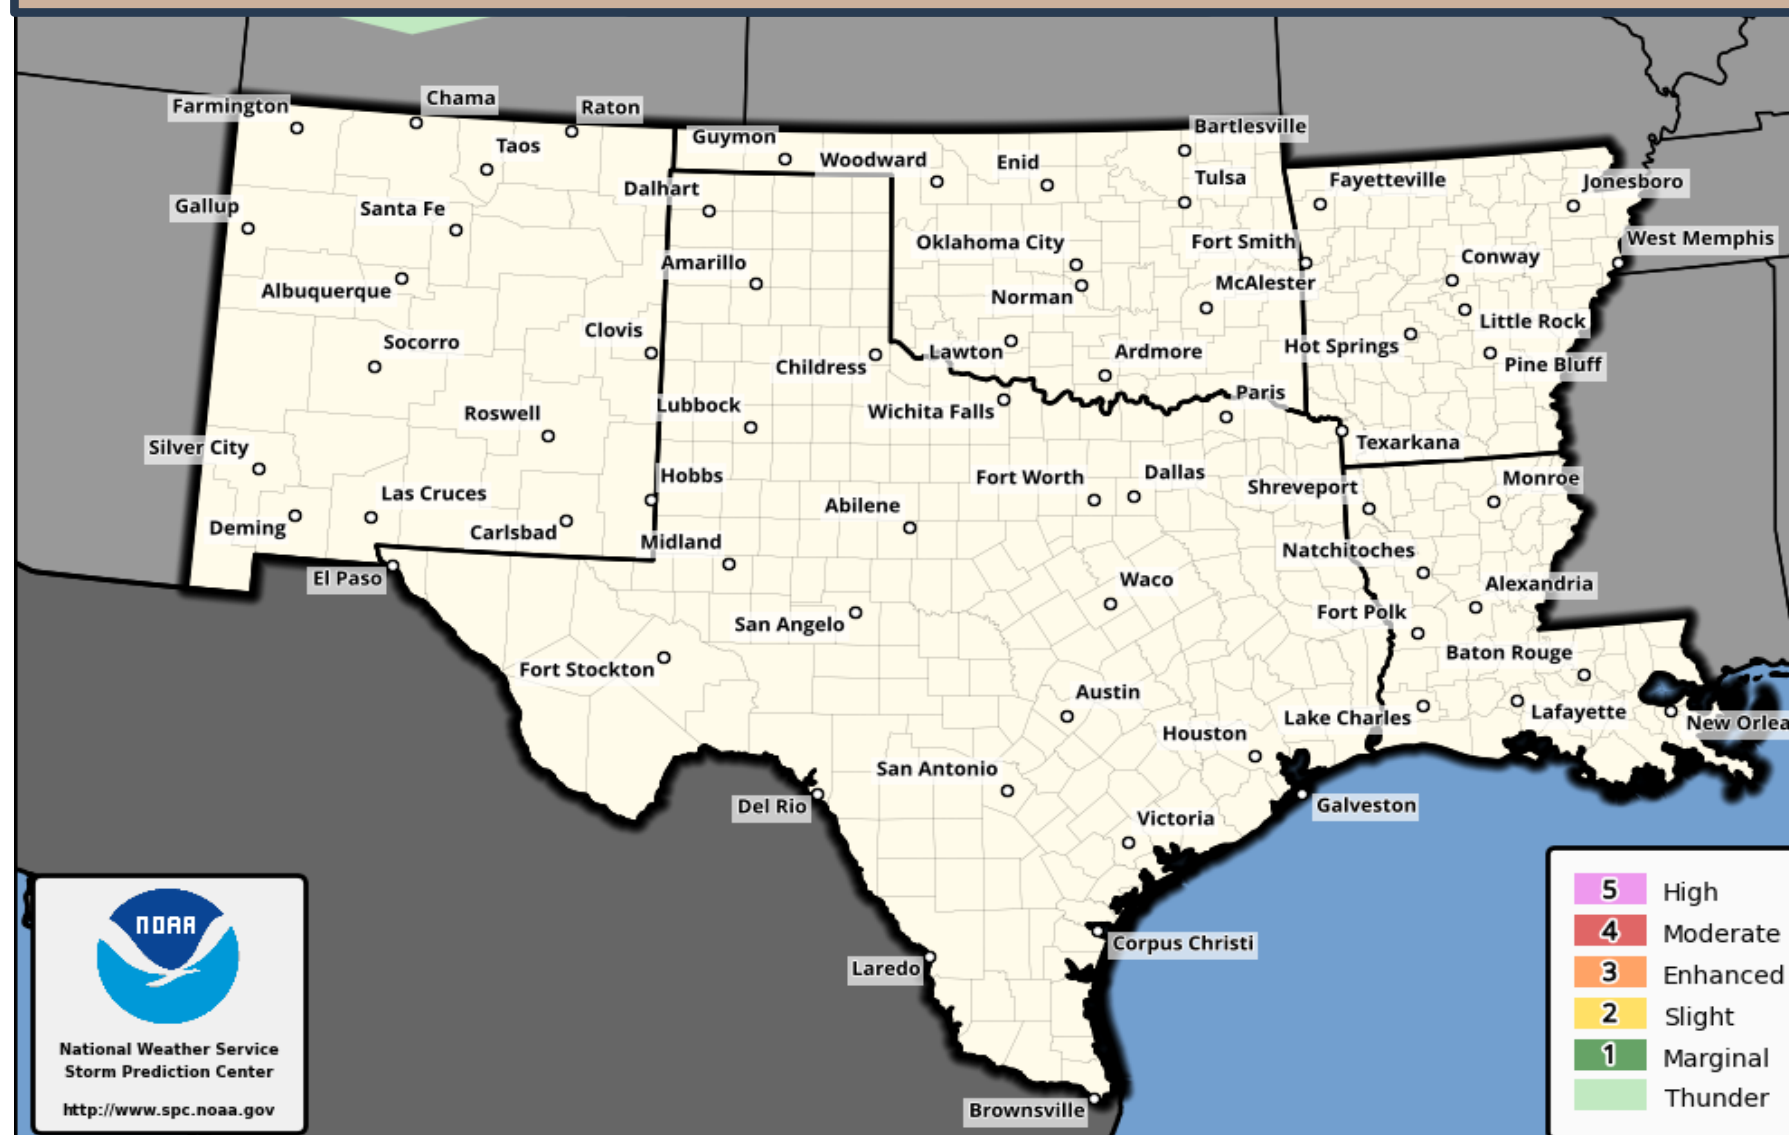 Farmington
Chama
Raton
Taos
Guymon
Woodward
Enid
Bartlesville
Tulsa
Fayetteville
Jonesboro
Gallup
Santa Fe
Dalhart
Oklahoma City
Fort Smith
West Memphis
Albuquerque
Amarillo
Norman
McAlester
Conway
Little Rock
Socorro
Clovis
Childress
Lawton
Ardmore
Hot Springs
Pine Bluff
Roswell
Lubbock
Wichita Falls
Paris
Silver City
Texarkana
Las Cruces
Hobbs
Abilene
Fort Worth
Dallas
Shreveport
Monroe
Deming
Carlsbad
Midland
Natchitoches
El Paso
Waco
Alexandria
San Angelo
Fort Polk
Fort Stockton
Baton Rouge
Austin
Lake Charles
Lafayette
New Orlea
Houston
San Antonio
Del Rio
Galveston
Victoria
Corpus Christi
Laredo
Brownsville
NOAA
National Weather Service
Storm Prediction Center
http://www.spc.noaa.gov
5 High
4 Moderate
3 Enhanced
2 Slight
1 Marginal
Thunder